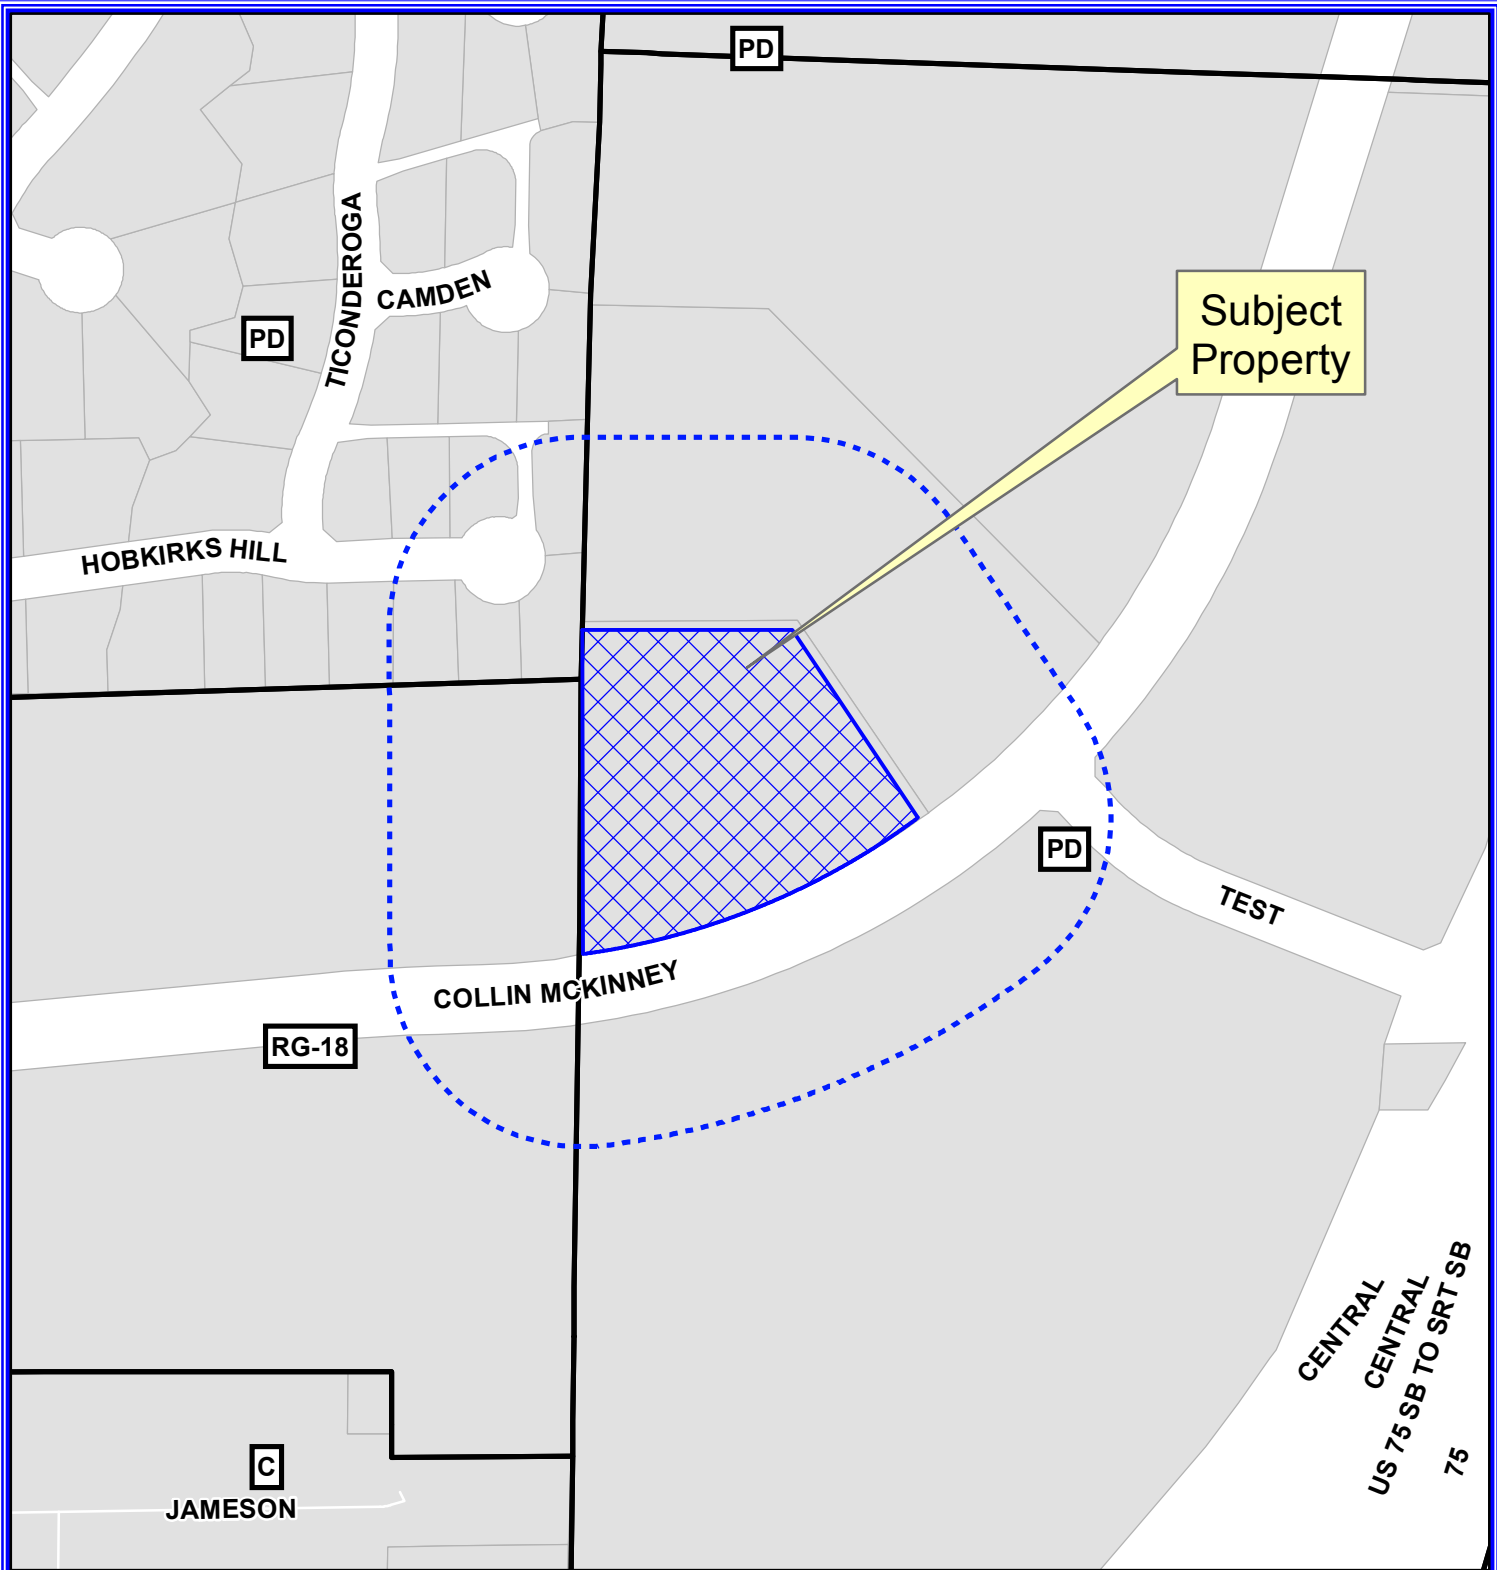 PD
Subject
Property
TICONDEROGA
CAMDEN
PD
HOBKIRKS HILL
PD
TEST
COLLIN MCKINNEY
RG-18
CENTRAL
CENTRAL
US 75 SB TO SRT SB
75
C
JAMESON